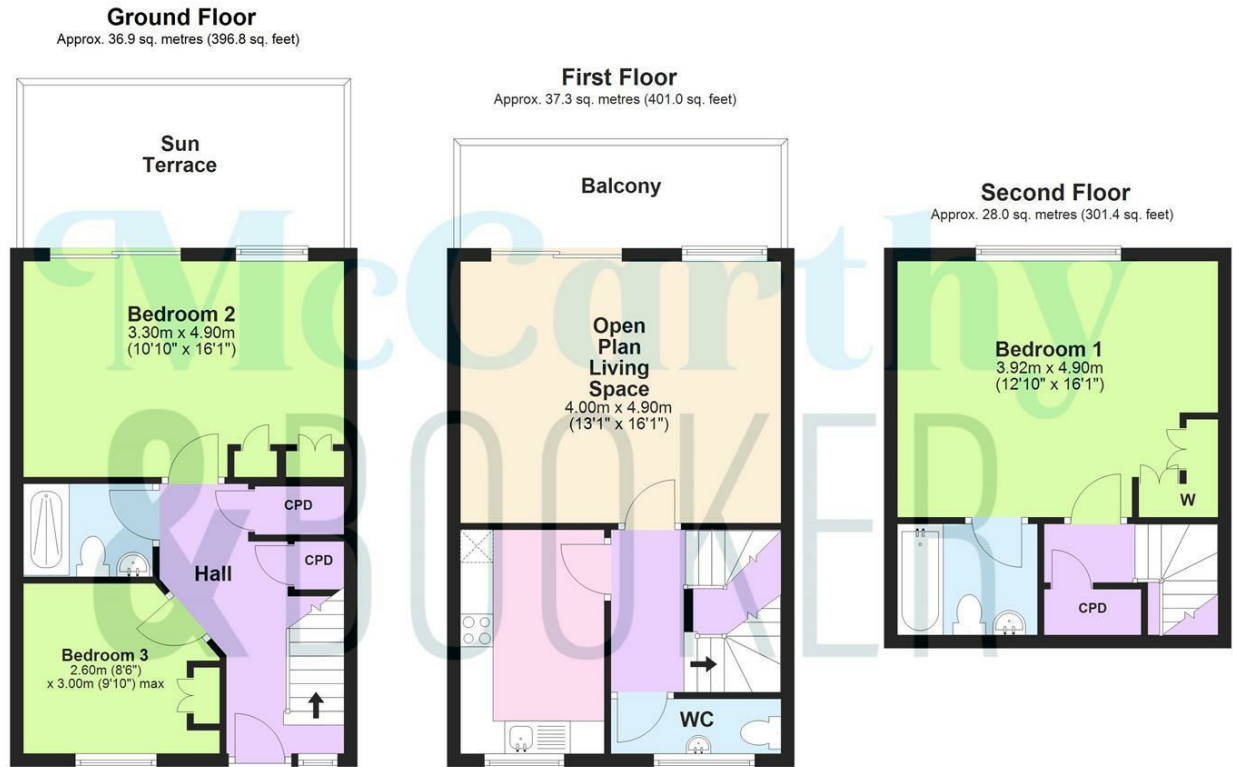 Ground Floor
Approx. 36.9 sq. metres (396.8 sq. feet)
Sun
Terrace
Bedroom 2
3.30m x 4.90m
(10'10" x 16'1")
CPD
CPD
Hall
Bedroom 3
2.60m (8'6")
x 3.00m (9'10") max
First Floor
Approx. 37.3 sq. metres (401.0 sq. feet)
Balcony
Open
Plan
Living
Space
4.00m x 4.90m
(13'1" x 16'1")
WC
Second Floor
Approx. 28.0 sq. metres (301.4 sq. feet)
Bedroom 1
3.92m x 4.90m
(12'10" x 16'1")
W
CPD
McCarthy
&BOOKER